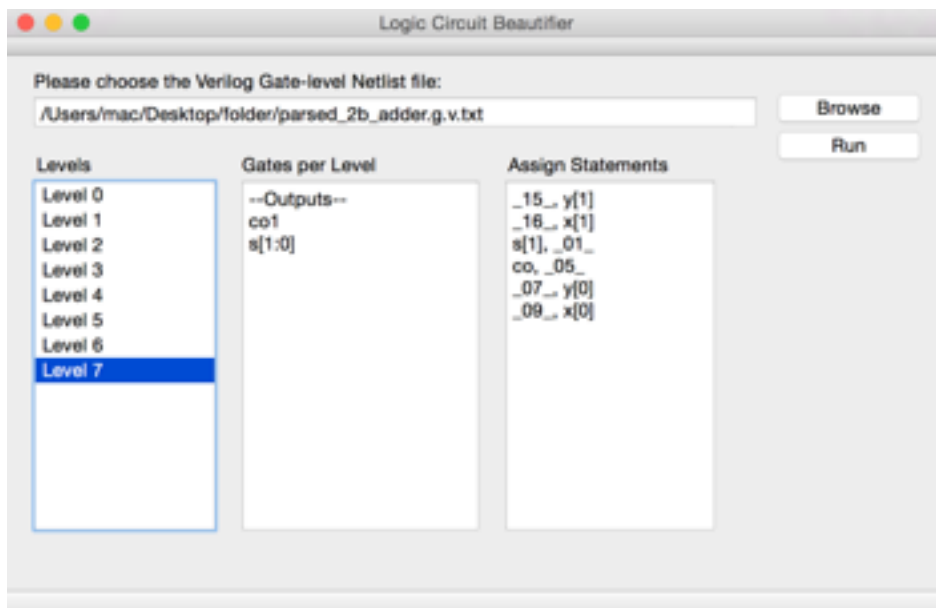 Logic Circuit Beautifier
Please choose the Verilog Gate-level Netlist file:
/Users/mac/Desktop/folder/parsed_2b_adder.g.v.txt
Browse
Run
Levels
Level 0
Level 1
Level 2
Level 3
Level 4
Level 5
Level 6
Level 7
Gates per Level
--Outputs--
co1
s[1:0]
Assign Statements
_15_, y[1]
_16_, x[1]
s[1], _01_
co, _05_
_07_, y[0]
_09_, x[0]